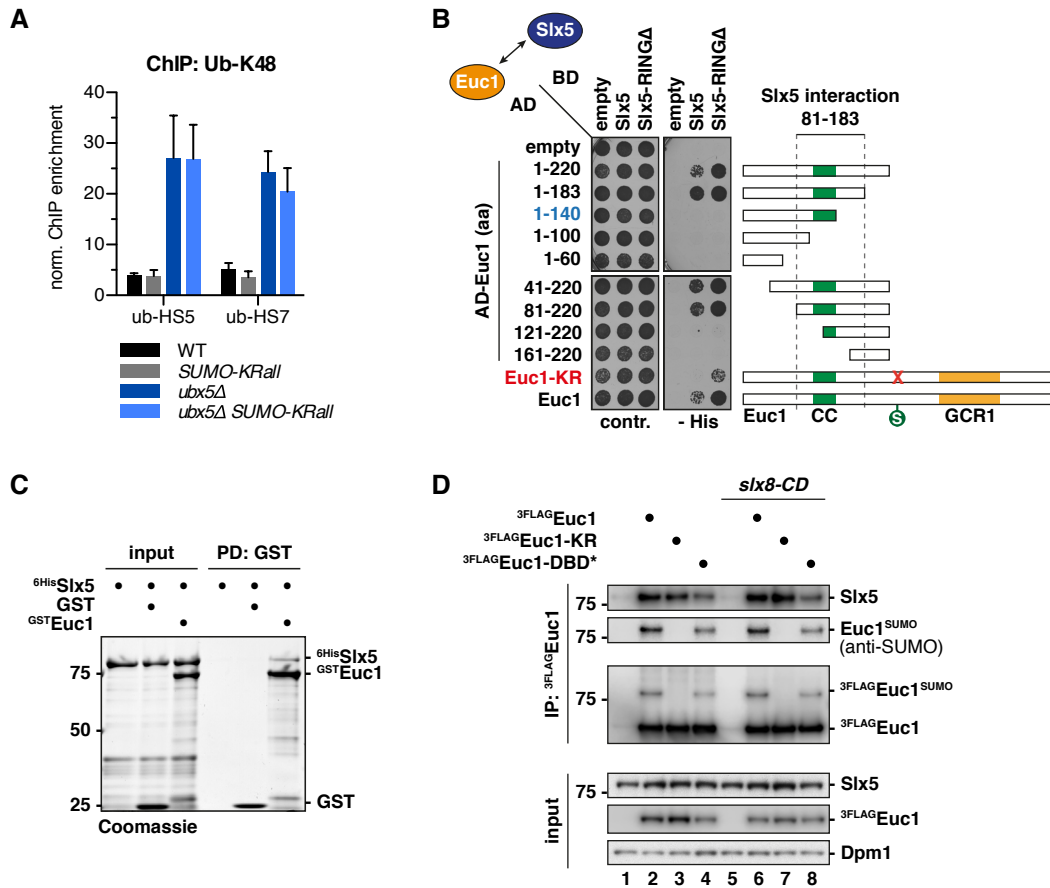 A
ChIP: Ub-K48
norm. ChIP enrichment
40
30
20
10
0
ub-HS5
ub-HS7
WT
SUMO-KRall
ubx5Δ
ubx5Δ SUMO-KRall
B
Slx5
Euc1
BD
AD
empty
Slx5
Slx5-RINGΔ
empty
Slx5
Slx5-RINGΔ
Slx5 interaction
81-183
AD-Euc1 (aa)
empty
1-220
1-183
1-140
1-100
1-60
41-220
81-220
121-220
161-220
Euc1-KR
X
Euc1
contr.
- His
Euc1
CC
S
GCR1
C
input
PD: GST
6HisSlx5
GST
GSTEuc1
75
50
25
6HisSlx5
GSTEuc1
GST
Coomassie
D
slx8-CD
3FLAGEuc1
3FLAGEuc1-KR
3FLAGEuc1-DBD*
IP: 3FLAGEuc1
75
Slx5
75
Euc1SUMO
(anti-SUMO)
75
3FLAGEuc1SUMO
3FLAGEuc1
input
75
Slx5
3FLAGEuc1
Dpm1
1 2 3 4 5 6 7 8